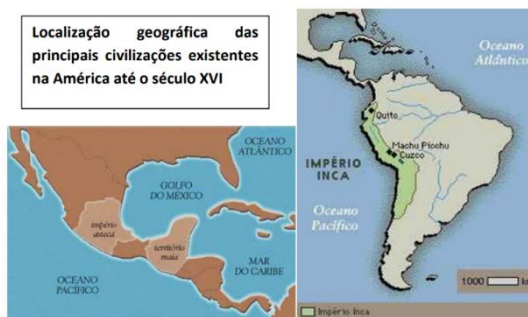 Localização geográfica das
principais civilizações existentes
na América até o século XVI
OCEANO
ATLÂNTICO
GOLFO
DO MÉXICO
império
asteca
território
maia
MAR
DO CARIBE
OCEANO
PACÍFICO
Oceano
Atlântico
Quito
Machu Picchu
Cuzco
IMPÉRIO
INCA
Oceano
Pacífico
1000 km
Império Inca